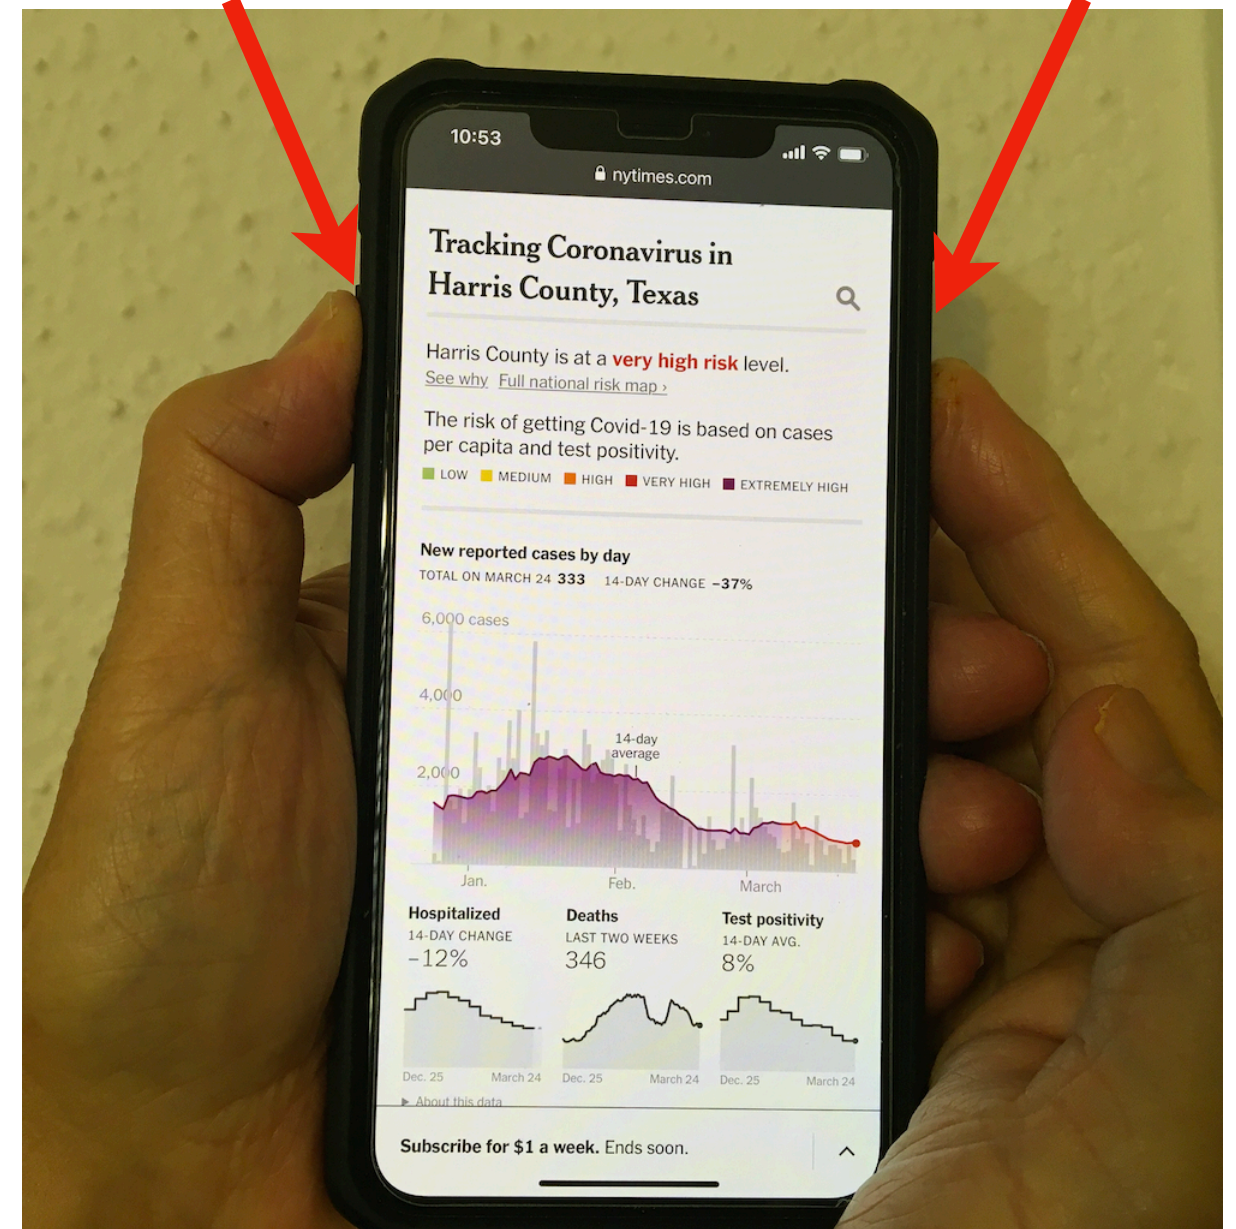 10:53
nytimes.com
Tracking Coronavirus in
Harris County, Texas
Harris County is at a very high risk level.
See why Full national risk map ›
The risk of getting Covid-19 is based on cases
per capita and test positivity.
LOW MEDIUM HIGH VERY HIGH EXTREMELY HIGH
New reported cases by day
TOTAL ON MARCH 24 333 14-DAY CHANGE –37%
6,000 cases
4,000
14-day
average
2,000
Jan. Feb. March
Hospitalized Deaths Test positivity
14-DAY CHANGE LAST TWO WEEKS 14-DAY AVG.
–12% 346 8%
Dec. 25 March 24 Dec. 25 March 24 Dec. 25 March 24
▶ About this data
Subscribe for $1 a week. Ends soon.